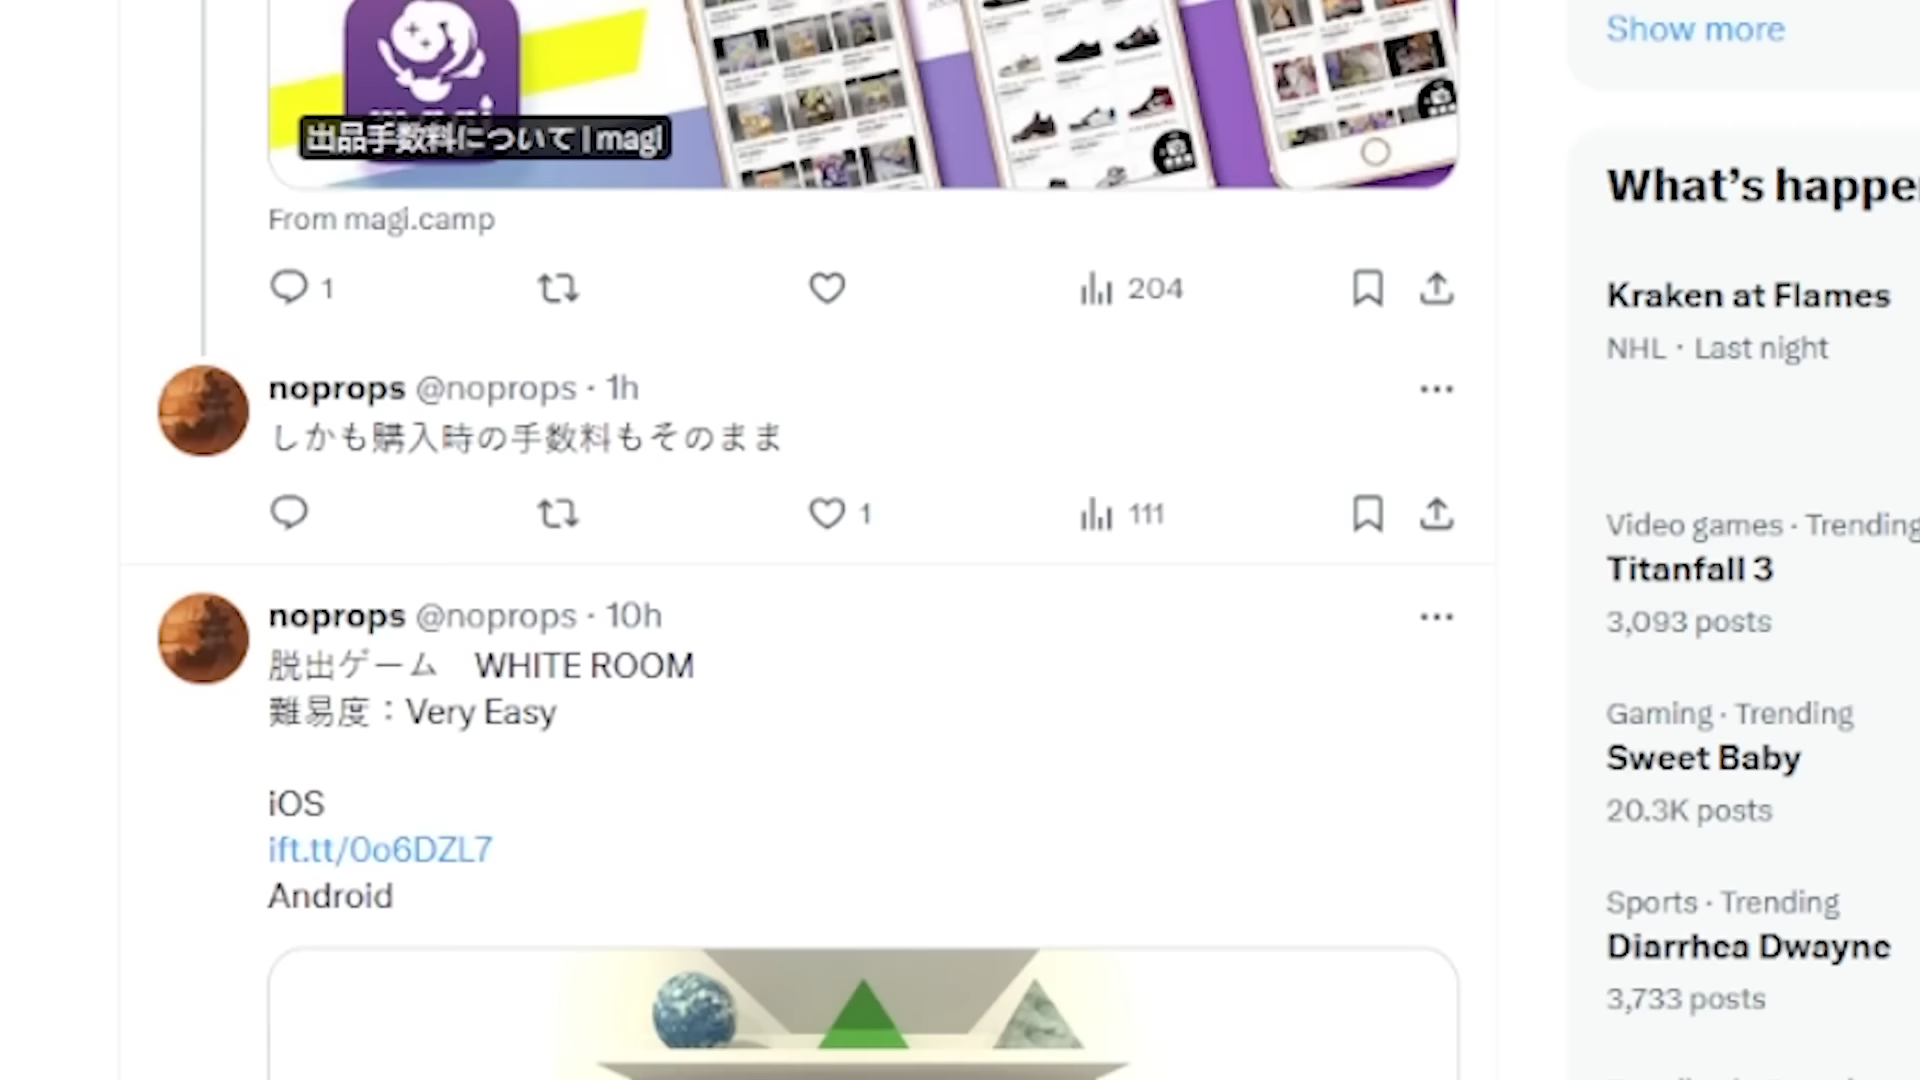 Show more
出品手数料について | magi
From magi.camp
1
204
noprops @noprops · 1h
しかも購入時の手数料もそのまま
1
111
noprops @noprops · 10h
脱出ゲーム　WHITE ROOM
難易度：Very Easy
iOS
ift.tt/0o6DZL7
Android
What's happe
Kraken at Flames
NHL · Last night
Video games · Trending
Titanfall 3
3,093 posts
Gaming · Trending
Sweet Baby
20.3K posts
Sports · Trending
Diarrhea Dwayne
3,733 posts